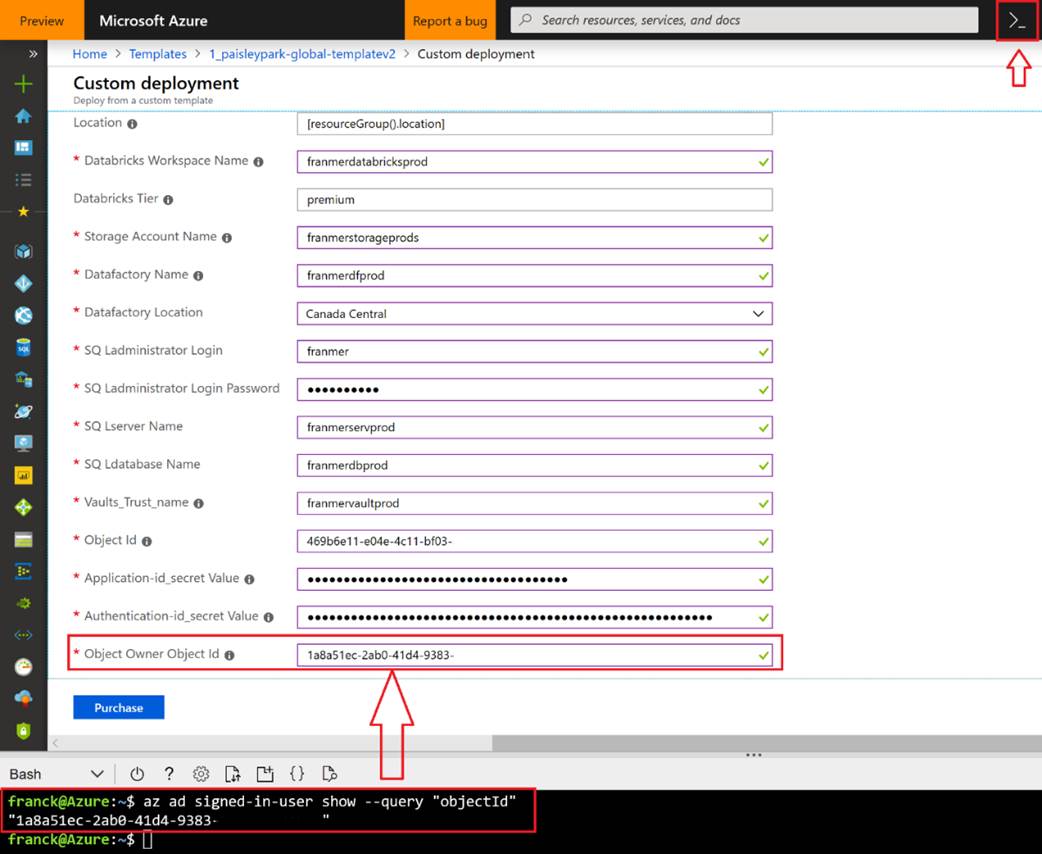 Preview Microsoft Azure Report a bug Search resources, services, and docs
Home > Templates > 1_paisleypark-global-templatev2 > Custom deployment
Custom deployment
Deploy from a custom template
Location [resourceGroup().location]
* Databricks Workspace Name franmerdatabricksprod
Databricks Tier premium
* Storage Account Name franmerstorageprods
* Datafactory Name franmerdfprod
* Datafactory Location Canada Central
* SQ Ladministrator Login franmer
* SQ Ladministrator Login Password ••••••••••
* SQ Lserver Name franmerservprod
* SQ Ldatabase Name franmerdbprod
* Vaults_Trust_name franmervaultprod
* Object Id 469b6e11-e04e-4c11-bf03-
* Application-id_secret Value ••••••••••••••••••••••••••••••••••••
* Authentication-id_secret Value ••••••••••••••••••••••••••••••••••••••••••••••••••••••••
* Object Owner Object Id 1a8a51ec-2ab0-41d4-9383-
Purchase
Bash
franck@Azure:~$ az ad signed-in-user show --query "objectId"
"1a8a51ec-2ab0-41d4-9383- "
franck@Azure:~$